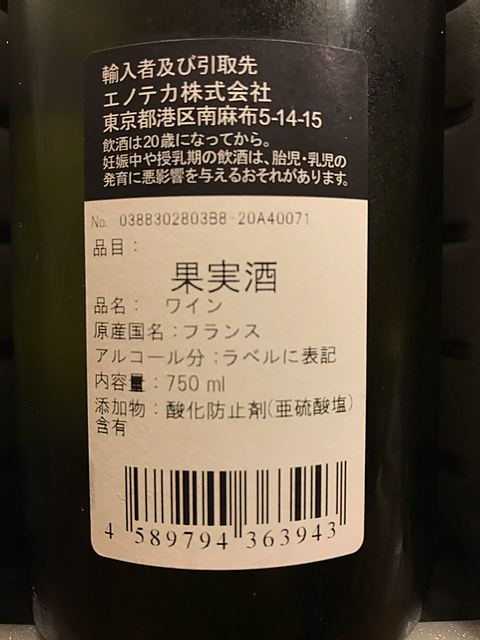 輸入者及び引取先
エノテカ株式会社
東京都港区南麻布5-14-15
飲酒は20歳になってから。
妊娠中や授乳期の飲酒は、胎児・乳児の
発育に悪影響を与えるおそれがあります。
No. 0388302803B8-20A40071
品目：
果実酒
品名： ワイン
原産国名：フランス
アルコール分：ラベルに表記
内容量：750 ml
添加物：酸化防止剤(亜硫酸塩)
含有
4 589794 363943